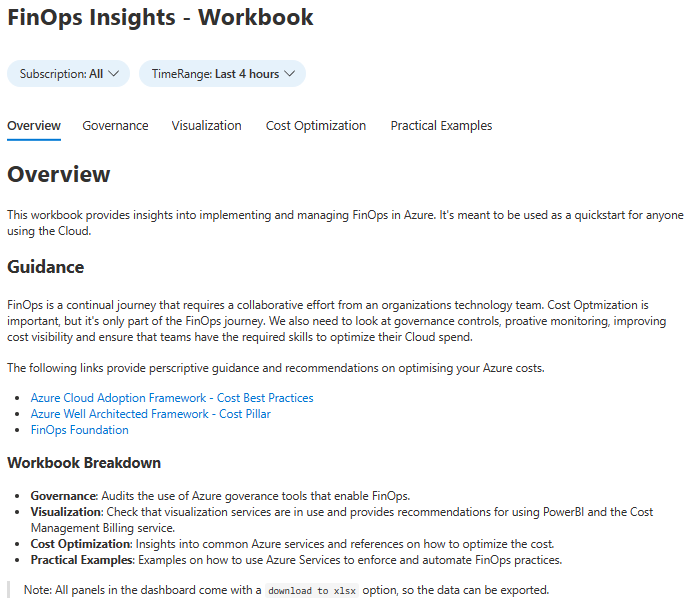 FinOps Insights - Workbook
Subscription: All
TimeRange: Last 4 hours
Overview
Governance
Visualization
Cost Optimization
Practical Examples
Overview
This workbook provides insights into implementing and managing FinOps in Azure. It's meant to be used as a quickstart for anyone
using the Cloud.
Guidance
FinOps is a continual journey that requires a collaborative effort from an organizations technology team. Cost Optmization is
important, but it's only part of the FinOps journey. We also need to look at governance controls, proative monitoring, improving
cost visibility and ensure that teams have the required skills to optimize their Cloud spend.
The following links provide perscriptive guidance and recommendations on optimising your Azure costs.
• Azure Cloud Adoption Framework - Cost Best Practices
• Azure Well Architected Framework - Cost Pillar
• FinOps Foundation
Workbook Breakdown
• Governance: Audits the use of Azure goverance tools that enable FinOps.
• Visualization: Check that visualization services are in use and provides recommendations for using PowerBI and the Cost
Management Billing service.
• Cost Optimization: Insights into common Azure services and references on how to optimize the cost.
• Practical Examples: Examples on how to use Azure Services to enforce and automate FinOps practices.
Note: All panels in the dashboard come with a download to xlsx option, so the data can be exported.